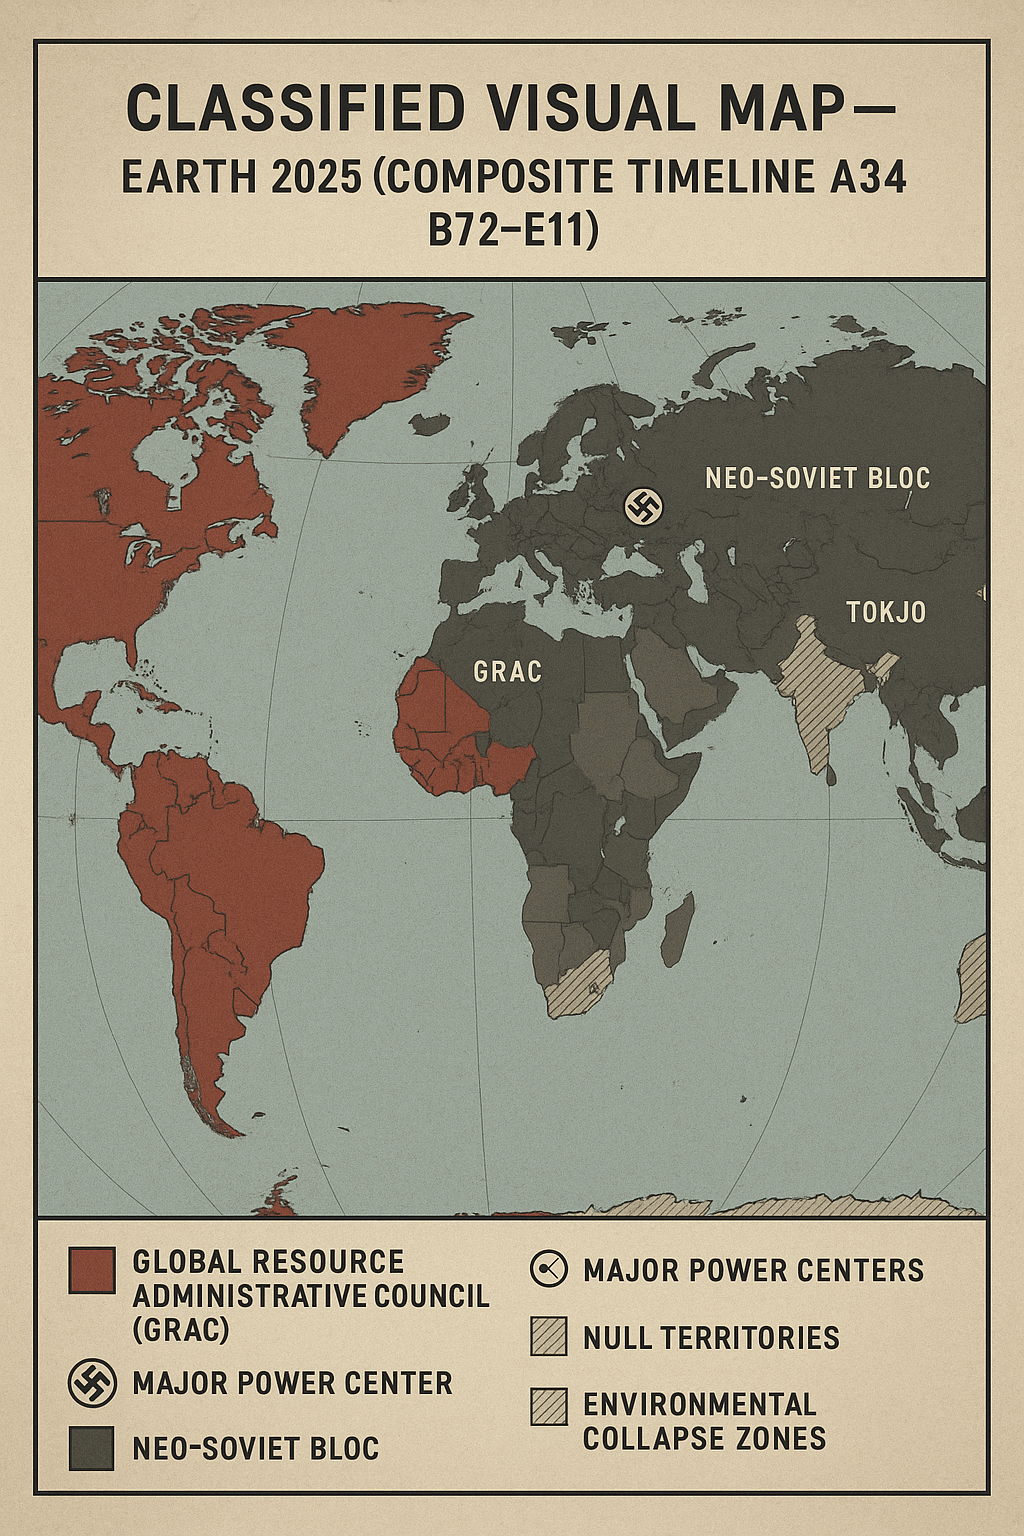 CLASSIFIED VISUAL MAP—
EARTH 2025 (COMPOSITE TIMELINE A34
B72–E11)
NEO-SOVIET BLOC
TOKJO
GRAC
GLOBAL RESOURCE
ADMINISTRATIVE COUNCIL
(GRAC)
MAJOR POWER CENTER
NEO-SOVIET BLOC
MAJOR POWER CENTERS
NULL TERRITORIES
ENVIRONMENTAL
COLLAPSE ZONES